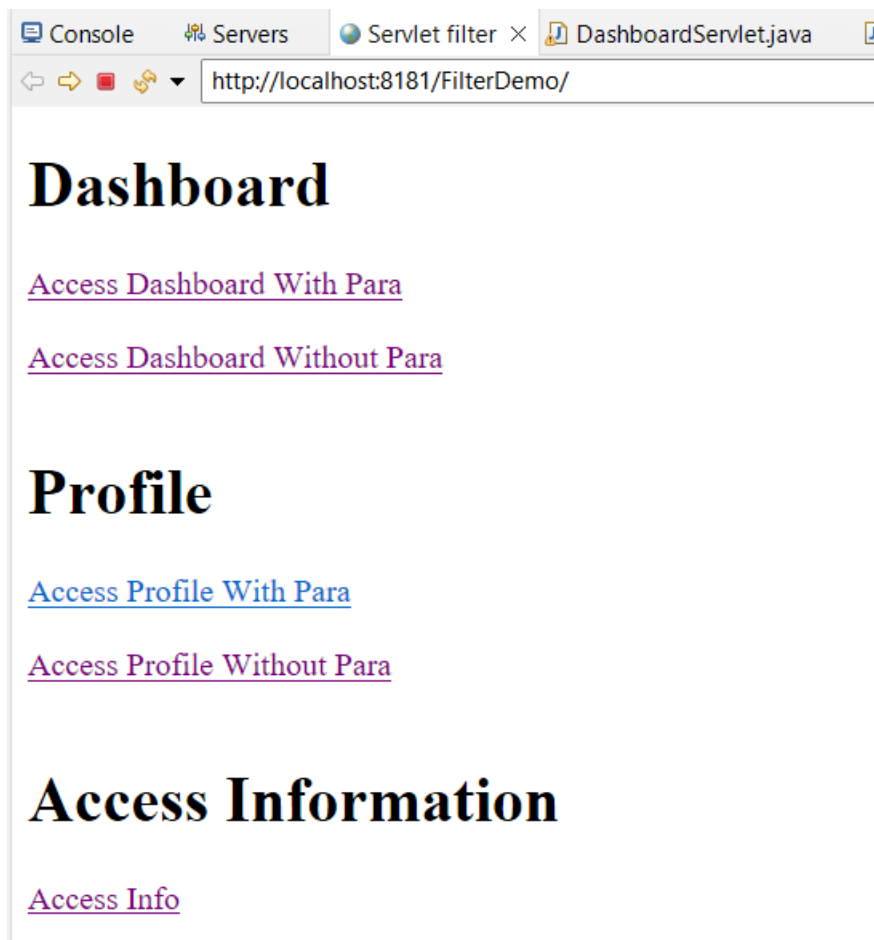 Console Servers Servlet filter DashboardServlet.java
http://localhost:8181/FilterDemo/
Dashboard
Access Dashboard With Para
Access Dashboard Without Para
Profile
Access Profile With Para
Access Profile Without Para
Access Information
Access Info